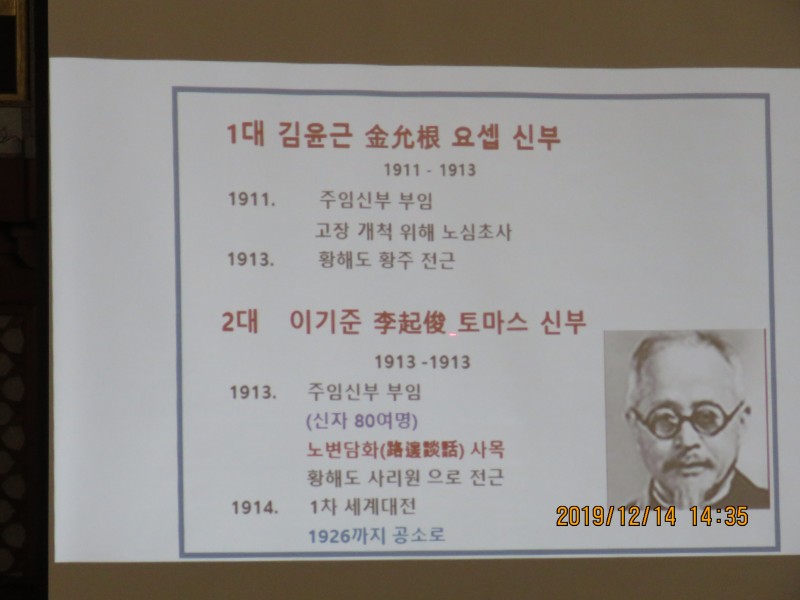 1대 김윤근 金允根 요셉 신부
1911 - 1913
1911. 주임신부 부임
고장 개척 위해 노심초사
1913. 황해도 황주 전근
2대 이기준 李起俊 토마스 신부
1913 -1913
1913. 주임신부 부임
(신자 80여명)
노변담화(路邊談話) 사목
황해도 사리원 으로 전근
1914. 1차 세계대전
1926까지 공소로
2019/12/14 14:35